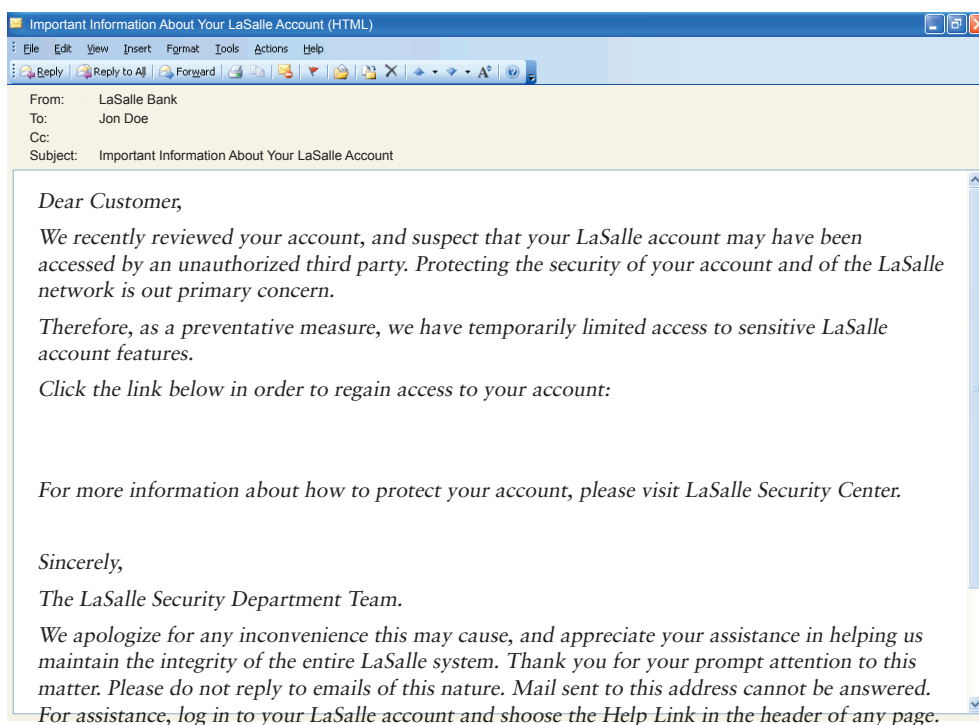 Important Information About Your LaSalle Account (HTML)
File Edit View Insert Format Tools Actions Help
Reply Reply to All Forward
From: LaSalle Bank
To: Jon Doe
Cc:
Subject: Important Information About Your LaSalle Account
Dear Customer,
We recently reviewed your account, and suspect that your LaSalle account may have been
accessed by an unauthorized third party. Protecting the security of your account and of the LaSalle
network is out primary concern.
Therefore, as a preventative measure, we have temporarily limited access to sensitive LaSalle
account features.
Click the link below in order to regain access to your account:
For more information about how to protect your account, please visit LaSalle Security Center.
Sincerely,
The LaSalle Security Department Team.
We apologize for any inconvenience this may cause, and appreciate your assistance in helping us
maintain the integrity of the entire LaSalle system. Thank you for your prompt attention to this
matter. Please do not reply to emails of this nature. Mail sent to this address cannot be answered.
For assistance, log in to your LaSalle account and shoose the Help Link in the header of any page.